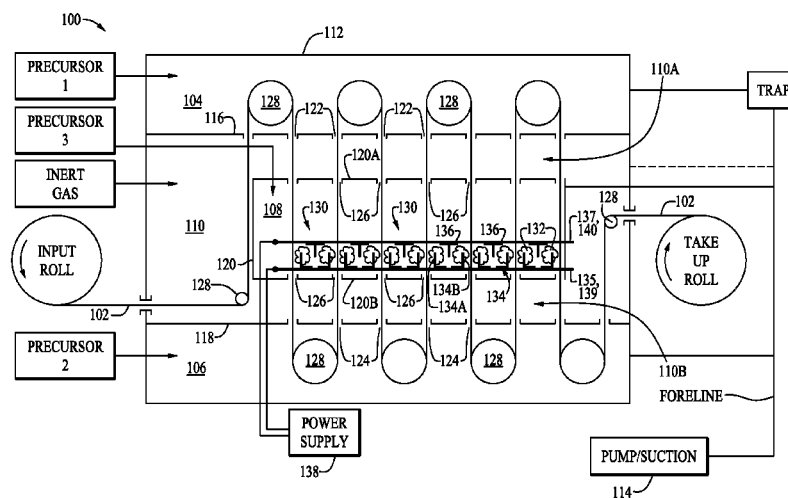 100
112
PRECURSOR
1
104
128
122
122
128
110A
TRAP
116
PRECURSOR
3
120A
INERT
GAS
108
126
126
128
102
110
130
130
136
136
132
137,
140
INPUT
ROLL
120
TAKE
UP
ROLL
128
126
120B
126
134B
134A
134
135,
139
102
118
PRECURSOR
2
106
128
124
124
128
110B
FORELINE
POWER
SUPPLY
138
PUMP/SUCTION
114